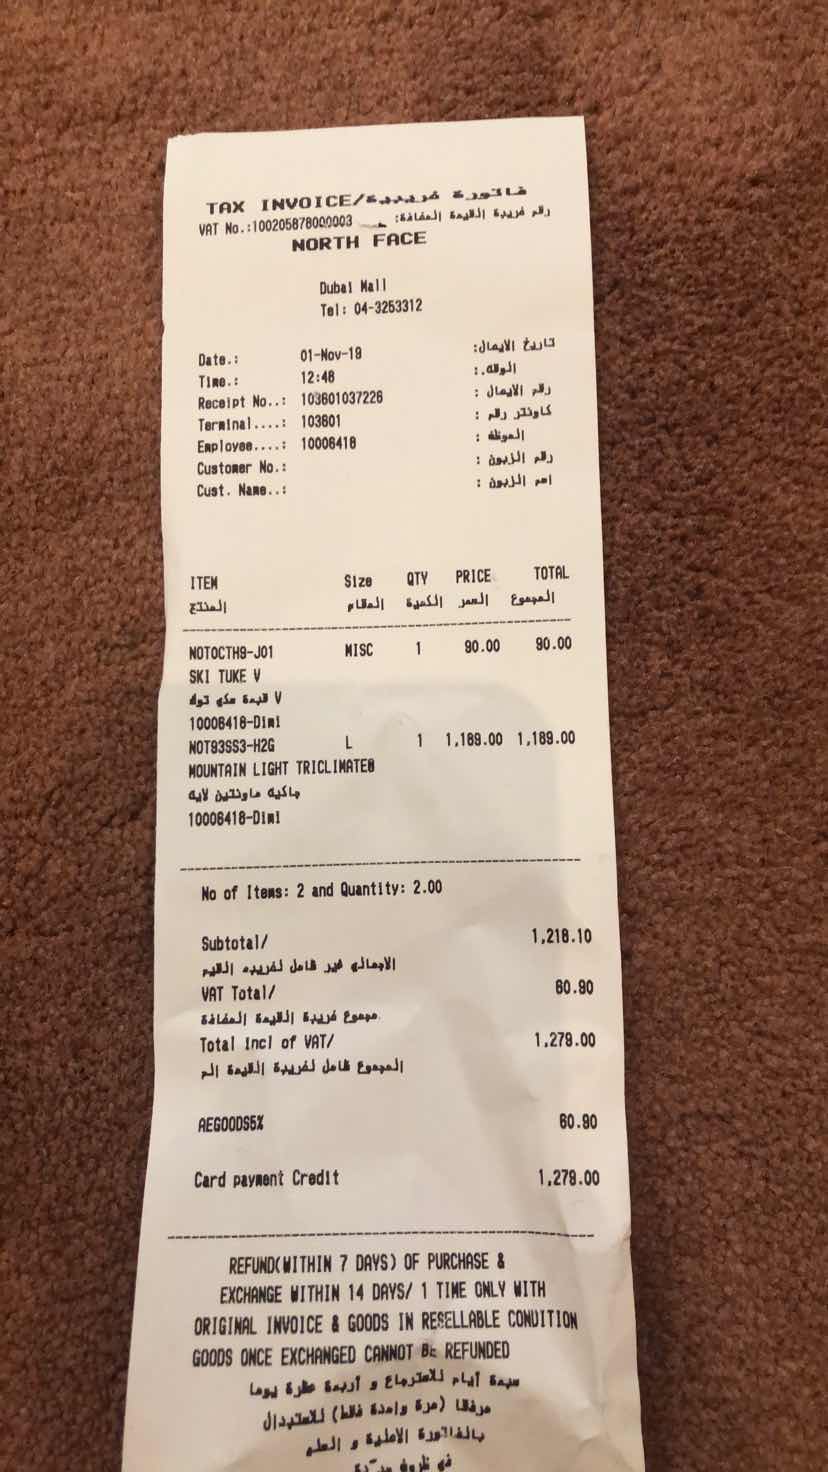 TAX INVOICE/فاتورة ضريبية
VAT No.:100205878000003 رقم ضريبة القيمة المضافة:
NORTH FACE
Dubai Mall
Tel: 04-3253312
Date.: 01-Nov-19 تاريخ الايصال:
Time.: 12:48 الوقت.:
Receipt No..: 103601037226 رقم الايصال :
Terminal....: 103601 كاونتر رقم :
Employee....: 10006418 الموظف :
Customer No.: رقم الزبون :
Cust. Name..: اسم الزبون :
ITEM Size QTY PRICE TOTAL
المنتج المقاس الكمية السعر المجموع
NOTOCTH9-J01 MISC 1 90.00 90.00
SKI TUKE V
قبعة سكي توك V
10006418-Dimi
NOT93SS3-H2G L 1 1,189.00 1,189.00
MOUNTAIN LIGHT TRICLIMATE®
جاكيه ماونتين لايه
10006418-Dimi
No of Items: 2 and Quantity: 2.00
Subtotal/ 1,218.10
الاجمالي غير شامل لضريبه القيم
VAT Total/ 60.90
مجموع ضريبة القيمة المضافة
Total incl of VAT/ 1,279.00
المجموع شامل لضريبة القيمة الم
AEGOODS5% 60.90
Card payment Credit 1,279.00
REFUND(WITHIN 7 DAYS) OF PURCHASE &
EXCHANGE WITHIN 14 DAYS/ 1 TIME ONLY WITH
ORIGINAL INVOICE & GOODS IN RESELLABLE CONDITION
GOODS ONCE EXCHANGED CANNOT BE REFUNDED
سبعة أيام للاسترجاع و أربعة عشرة يوما
مرفقا (مرة واحدة فقط) للاستبدال
بالفاتورة الاصلية و السلع
في ظروف